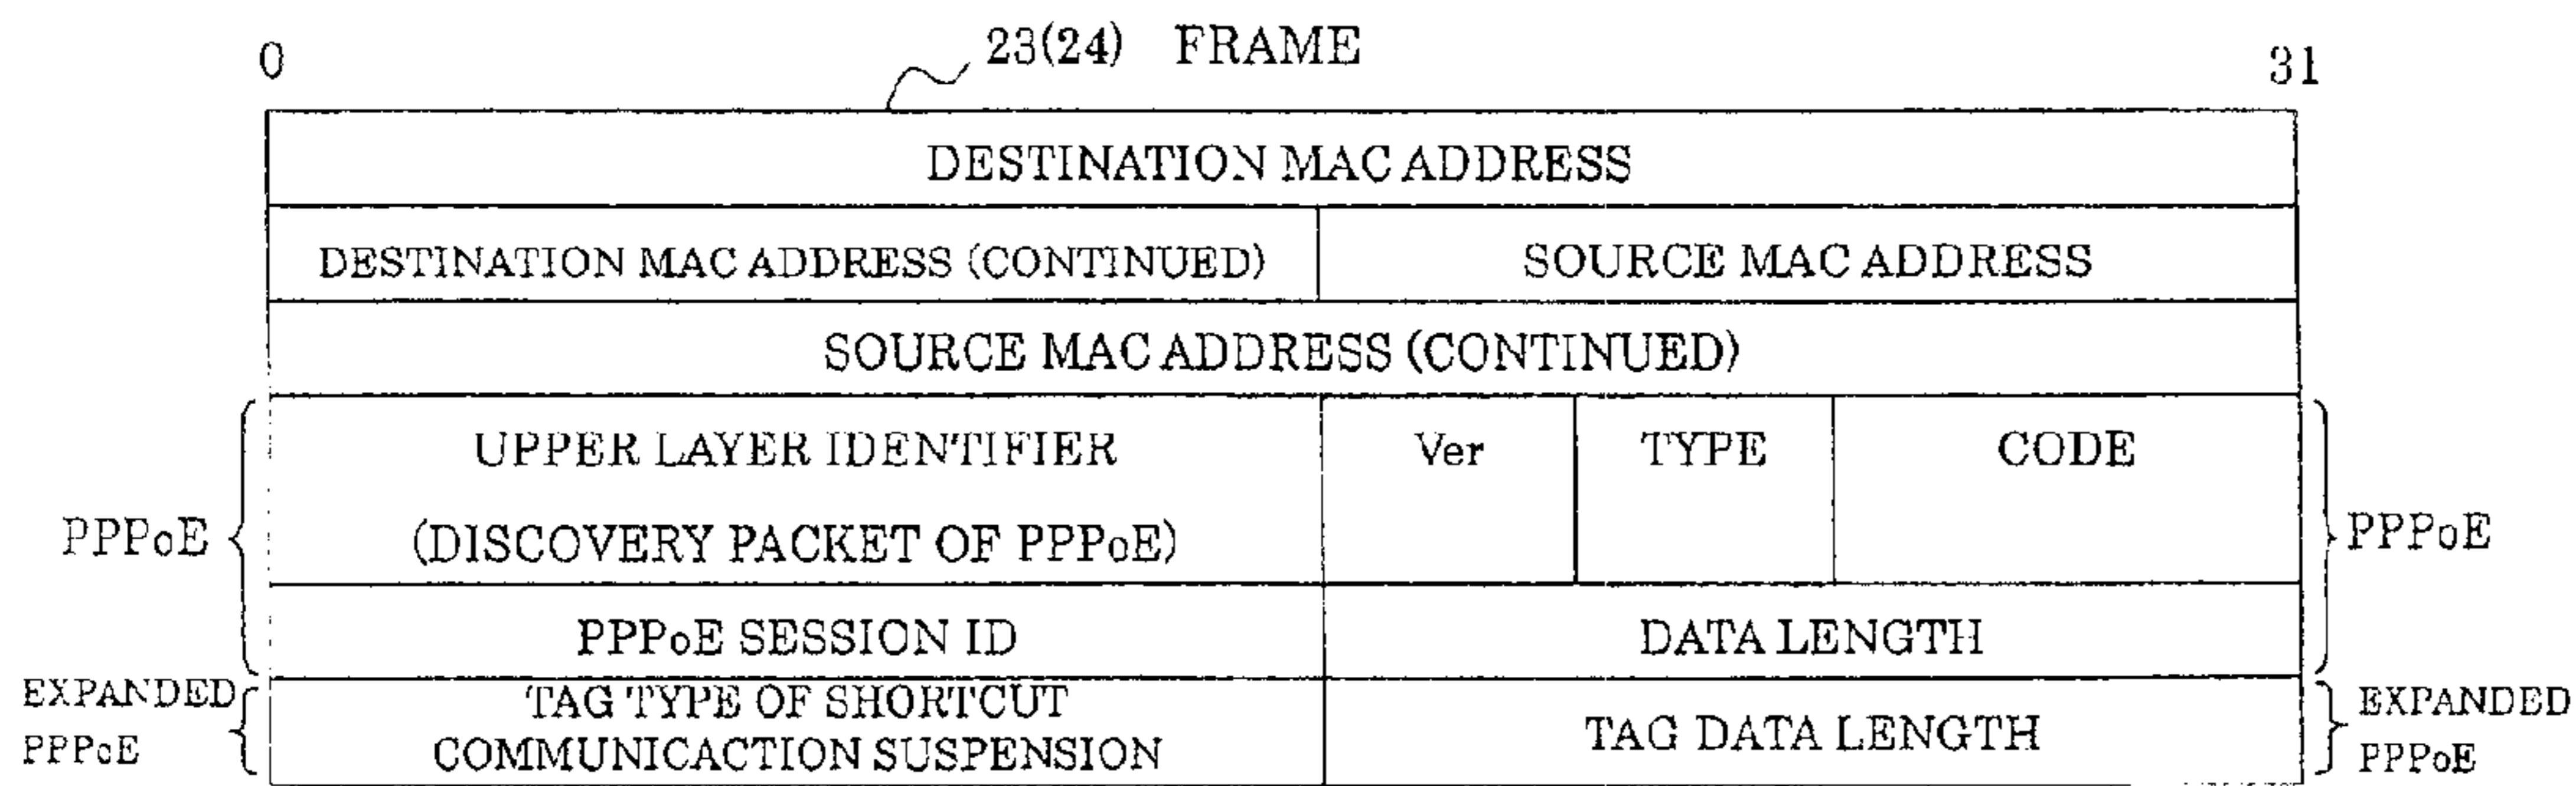 0
23(24) FRAME
31
DESTINATION MAC ADDRESS
DESTINATION MAC ADDRESS (CONTINUED)
SOURCE MAC ADDRESS
SOURCE MAC ADDRESS (CONTINUED)
PPPoE
UPPER LAYER IDENTIFIER
(DISCOVERY PACKET OF PPPoE)
Ver
TYPE
CODE
PPPoE
PPPoE SESSION ID
DATA LENGTH
EXPANDED
PPPoE
TAG TYPE OF SHORTCUT
COMMUNICACTION SUSPENSION
TAG DATA LENGTH
EXPANDED
PPPoE